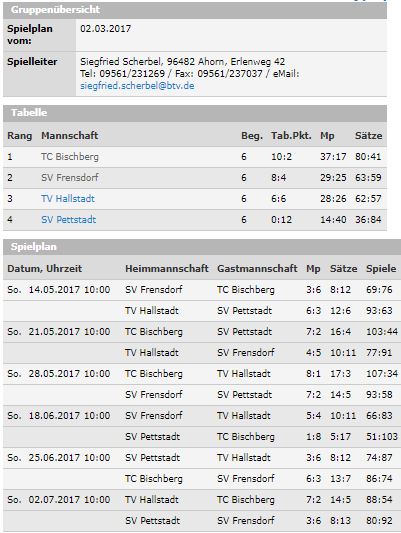 Gruppenübersicht
Spielplan vom: 02.03.2017
Spielleiter Siegfried Scherbel, 96482 Ahorn, Erlenweg 42
Tel: 09561/231269 / Fax: 09561/237037 / eMail:
siegfried.scherbel@btv.de
Tabelle
Rang Mannschaft Beg. Tab.Pkt. Mp Sätze
1 TC Bischberg 6 10:2 37:17 80:41
2 SV Frensdorf 6 8:4 29:25 63:59
3 TV Hallstadt 6 6:6 28:26 62:57
4 SV Pettstadt 6 0:12 14:40 36:84
Spielplan
Datum, Uhrzeit Heimmannschaft Gastmannschaft Mp Sätze Spiele
So. 14.05.2017 10:00 SV Frensdorf TC Bischberg 3:6 8:12 69:76
TV Hallstadt SV Pettstadt 6:3 12:6 93:63
So. 21.05.2017 10:00 TC Bischberg SV Pettstadt 7:2 16:4 103:44
TV Hallstadt SV Frensdorf 4:5 10:11 77:91
So. 28.05.2017 10:00 TC Bischberg TV Hallstadt 8:1 17:3 107:34
SV Frensdorf SV Pettstadt 7:2 14:5 93:58
So. 18.06.2017 10:00 SV Frensdorf TV Hallstadt 5:4 10:11 66:83
SV Pettstadt TC Bischberg 1:8 5:17 51:103
So. 25.06.2017 10:00 SV Pettstadt TV Hallstadt 3:6 8:12 74:87
TC Bischberg SV Frensdorf 6:3 13:7 86:74
So. 02.07.2017 10:00 TV Hallstadt TC Bischberg 7:2 14:5 88:54
SV Pettstadt SV Frensdorf 3:6 8:13 80:92